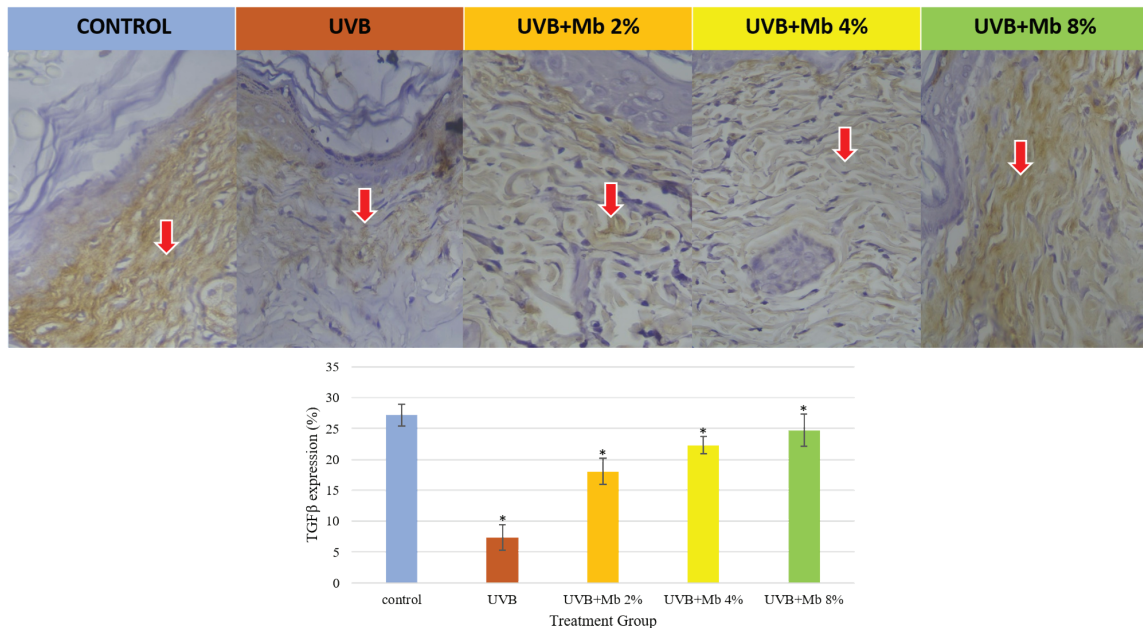 CONTROL UVB UVB+Mb 2% UVB+Mb 4% UVB+Mb 8%
35
30
25
20
15
10
5
0
TGFβ expression (%)
* * * *
control UVB UVB+Mb 2% UVB+Mb 4% UVB+Mb 8%
Treatment Group